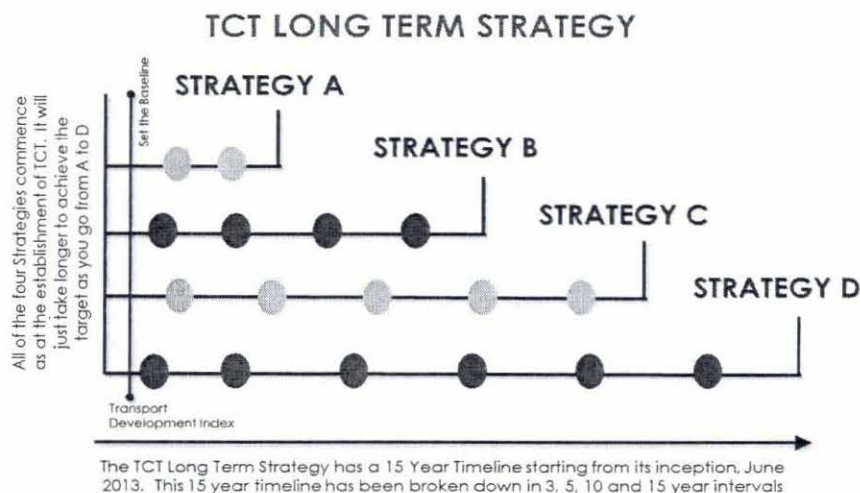 TCT LONG TERM STRATEGY
All of the four Strategies commence
as at the establishment of TCT. It will
just take longer to achieve the
target as you go from A to D
Set the Baseline
STRATEGY A
STRATEGY B
STRATEGY C
STRATEGY D
Transport
Development Index
The TCT Long Term Strategy has a 15 Year Timeline starting from its inception, June
2013. This 15 year timeline has been broken down in 3, 5, 10 and 15 year intervals